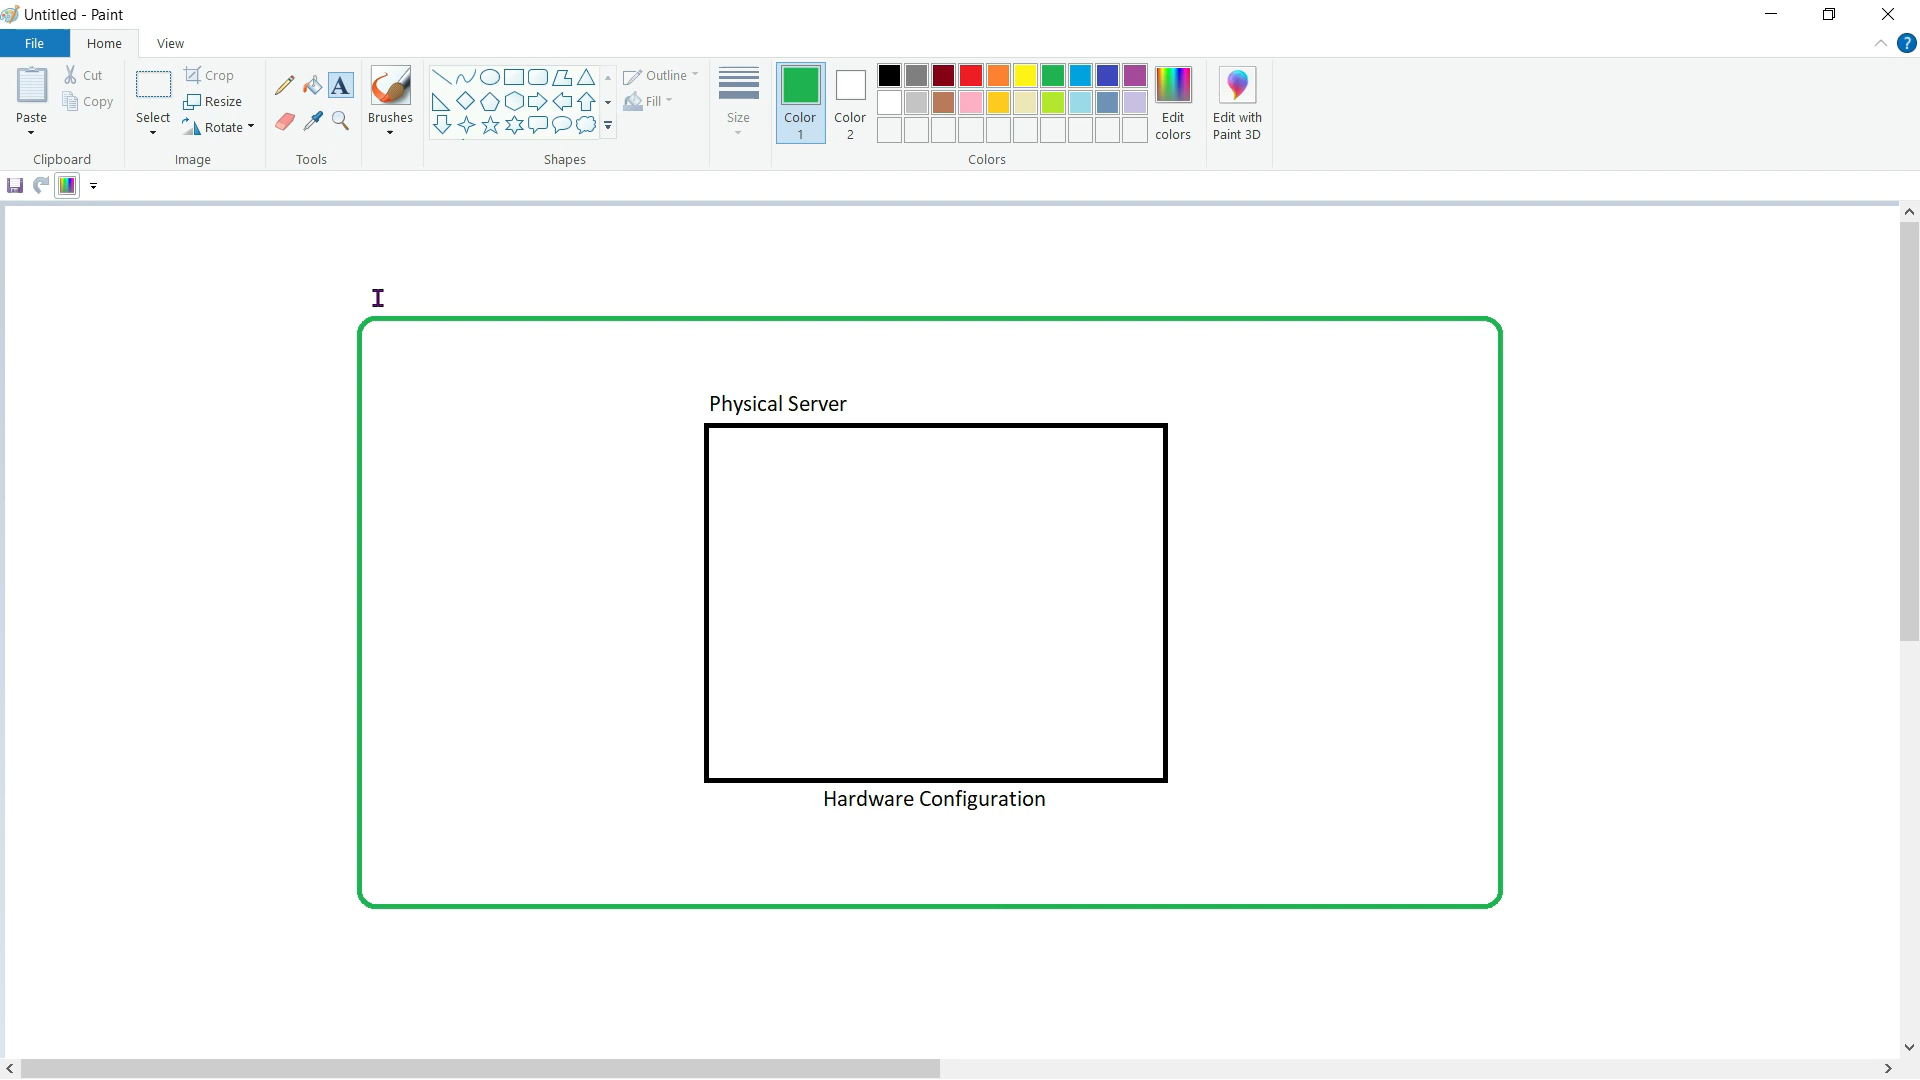 Untitled - Paint
File
Home
View
Paste
Cut
Copy
Clipboard
Select
Crop
Resize
Rotate
Image
A
Tools
Brushes
Shapes
Outline
Fill
Size
Color
1
Color
2
Colors
Edit
colors
Edit with
Paint 3D
?
Physical Server
Hardware Configuration